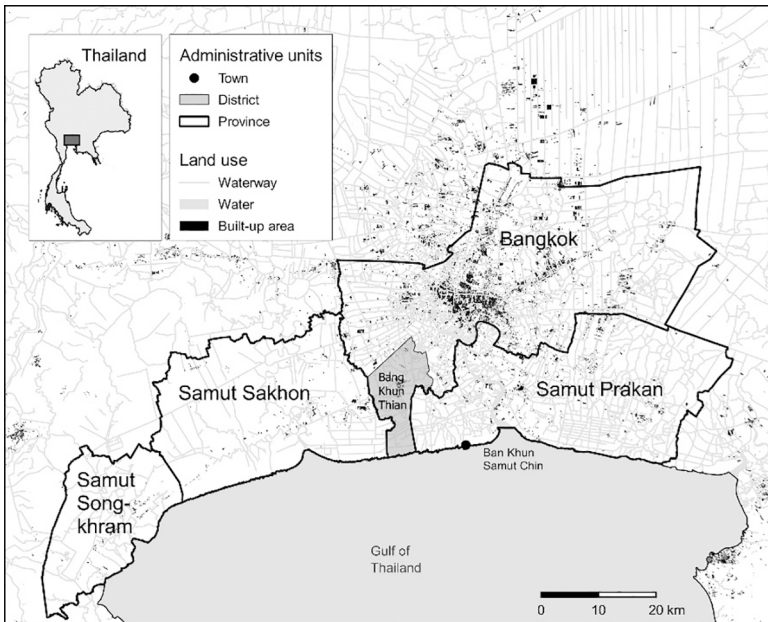 Thailand
Administrative units
Town
District
Province
Land use
Waterway
Water
Built-up area
Bangkok
Bang
Khun
Thian
Samut Sakhon
Samut Prakan
Ban Khun
Samut Chin
Samut
Song-
khram
Gulf of
Thailand
0 10 20 km